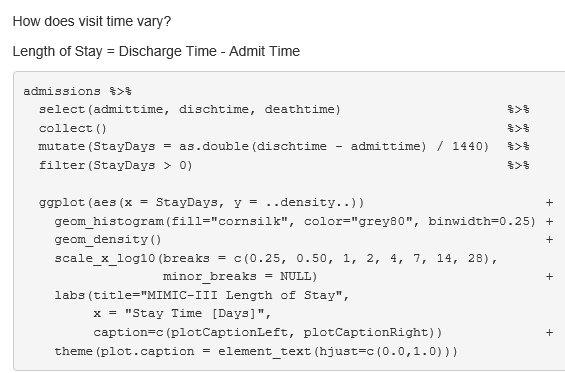 How does visit time vary?
Length of Stay = Discharge Time - Admit Time
admissions %>%
  select(admittime, dischtime, deathtime)                    %>%
  collect()                                                  %>%
  mutate(StayDays = as.double(dischtime - admittime) / 1440) %>%
  filter(StayDays > 0)                                       %>%

  ggplot(aes(x = StayDays, y = ..density..))                      +
    geom_histogram(fill="cornsilk", color="grey80", binwidth=0.25) +
    geom_density()                                                +
    scale_x_log10(breaks = c(0.25, 0.50, 1, 2, 4, 7, 14, 28),
                  minor_breaks = NULL)                            +
    labs(title="MIMIC-III Length of Stay",
         x = "Stay Time [Days]",
         caption=c(plotCaptionLeft, plotCaptionRight))            +
    theme(plot.caption = element_text(hjust=c(0.0,1.0)))